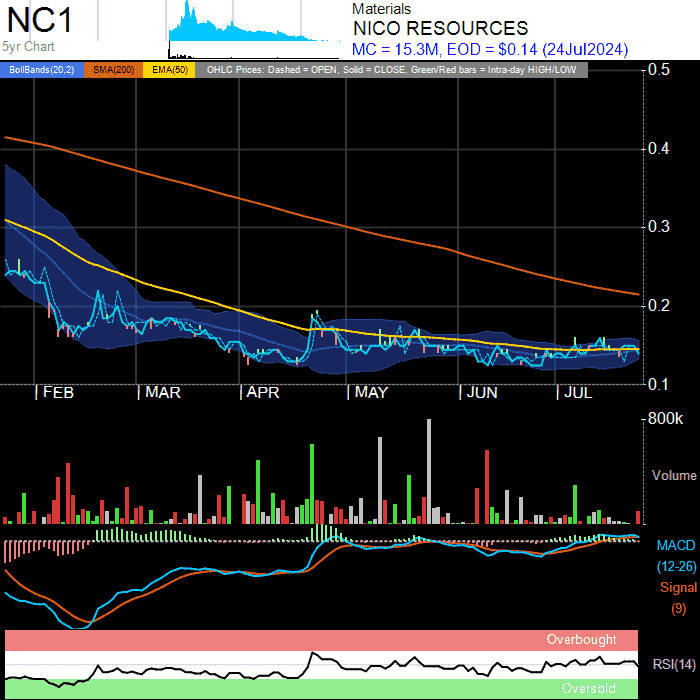 NC1
5yr Chart
Materials
NICO RESOURCES
MC = 15.3M, EOD = $0.14 (24Jul2024)
BollBands(20,2) SMA(200) EMA(50) OHLC Prices: Dashed = OPEN, Solid = CLOSE, Green/Red bars = Intra-day HIGH/LOW
0.5
0.4
0.3
0.2
0.1
FEB MAR APR MAY JUN JUL
800k
Volume
MACD
(12-26)
Signal
(9)
Overbought
RSI(14)
Oversold